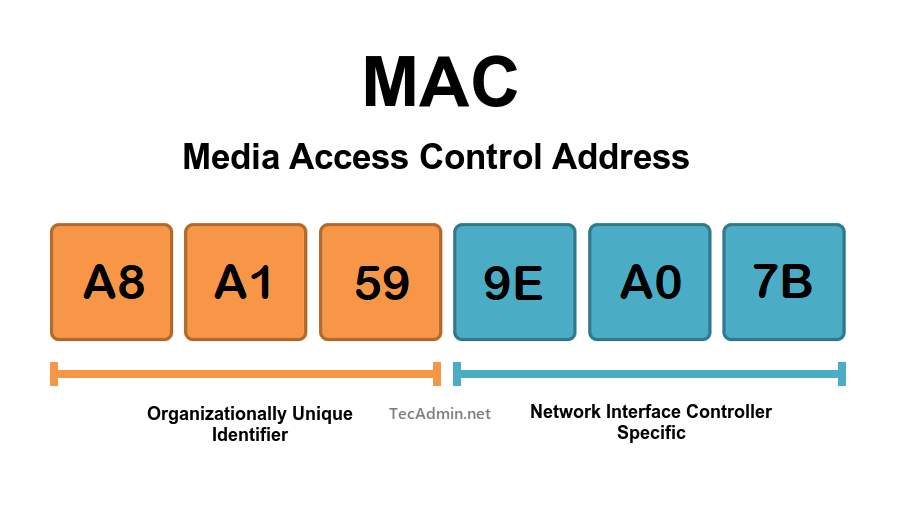 MAC
Media Access Control Address
A8 A1 59 9E A0 7B
Organizationally Unique
Identifier
TecAdmin.net
Network Interface Controller
Specific